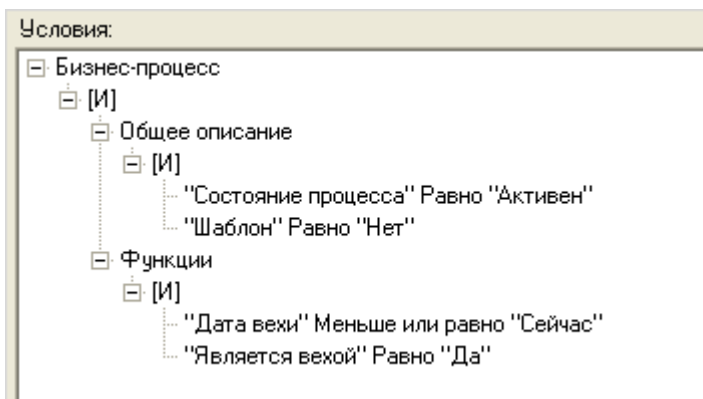 Условия:
Бизнес-процесс
[И]
Общее описание
[И]
"Состояние процесса" Равно "Активен"
"Шаблон" Равно "Нет"
Функции
[И]
"Дата вехи" Меньше или равно "Сейчас"
"Является вехой" Равно "Да"